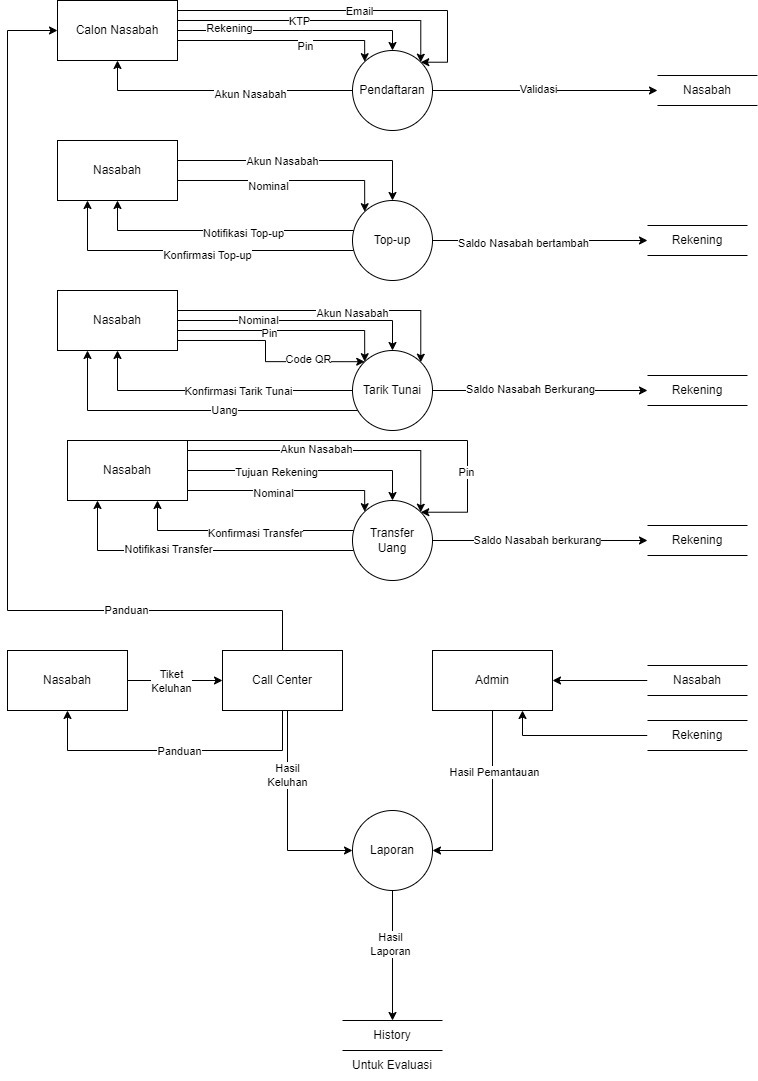 Email
KTP
Calon Nasabah
Rekening
Pin
Pendaftaran
Validasi
Nasabah
Akun Nasabah
Nasabah
Akun Nasabah
Nominal
Notifikasi Top-up
Konfirmasi Top-up
Top-up
Saldo Nasabah bertambah
Rekening
Nasabah
Akun Nasabah
Nominal
Pin
Code QR
Konfirmasi Tarik Tunai
Uang
Tarik Tunai
Saldo Nasabah Berkurang
Rekening
Nasabah
Akun Nasabah
Pin
Tujuan Rekening
Nominal
Konfirmasi Transfer
Notifikasi Transfer
Transfer
Uang
Saldo Nasabah berkurang
Rekening
Panduan
Nasabah
Tiket
Keluhan
Call Center
Admin
Nasabah
Rekening
Panduan
Hasil
Keluhan
Hasil Pemantauan
Laporan
Hasil
Laporan
History
Untuk Evaluasi